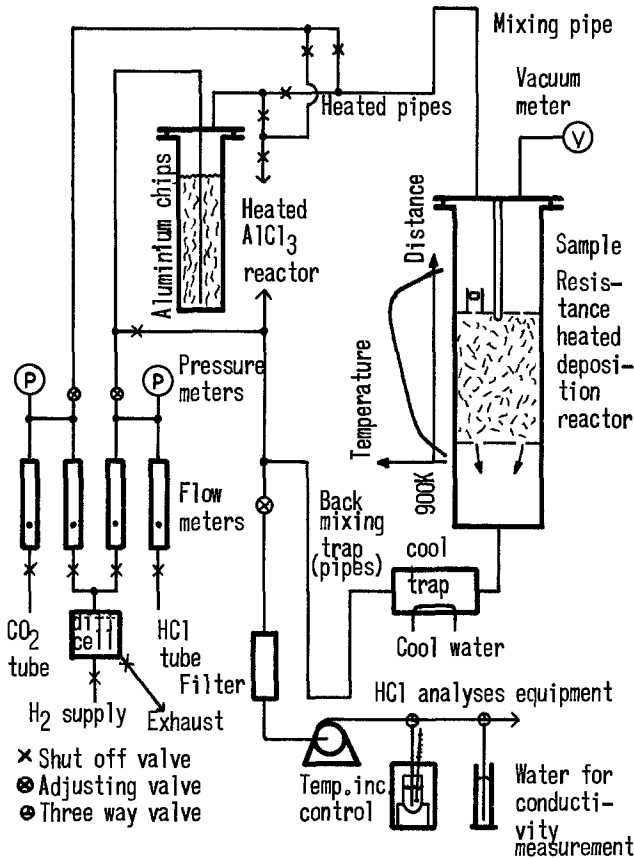 Mixing pipe
Vacuum
meter
V
Heated pipes
Aluminium chips
Heated
AlCl3
reactor
Distance
Sample
Resis-
tance
heated
deposi-
tion
reactor
Temperature
900K
P
P
Pressure
meters
Flow
meters
Back
mixing
trap
(pipes)
cool
trap
Cool water
CO2
tube
diff
cell
HCl
tube
Filter
H2 supply
Exhaust
HCl analyses equipment
Shut off valve
Adjusting valve
Three way valve
Temp.inc.
control
Water for
conducti-
vity
measurement